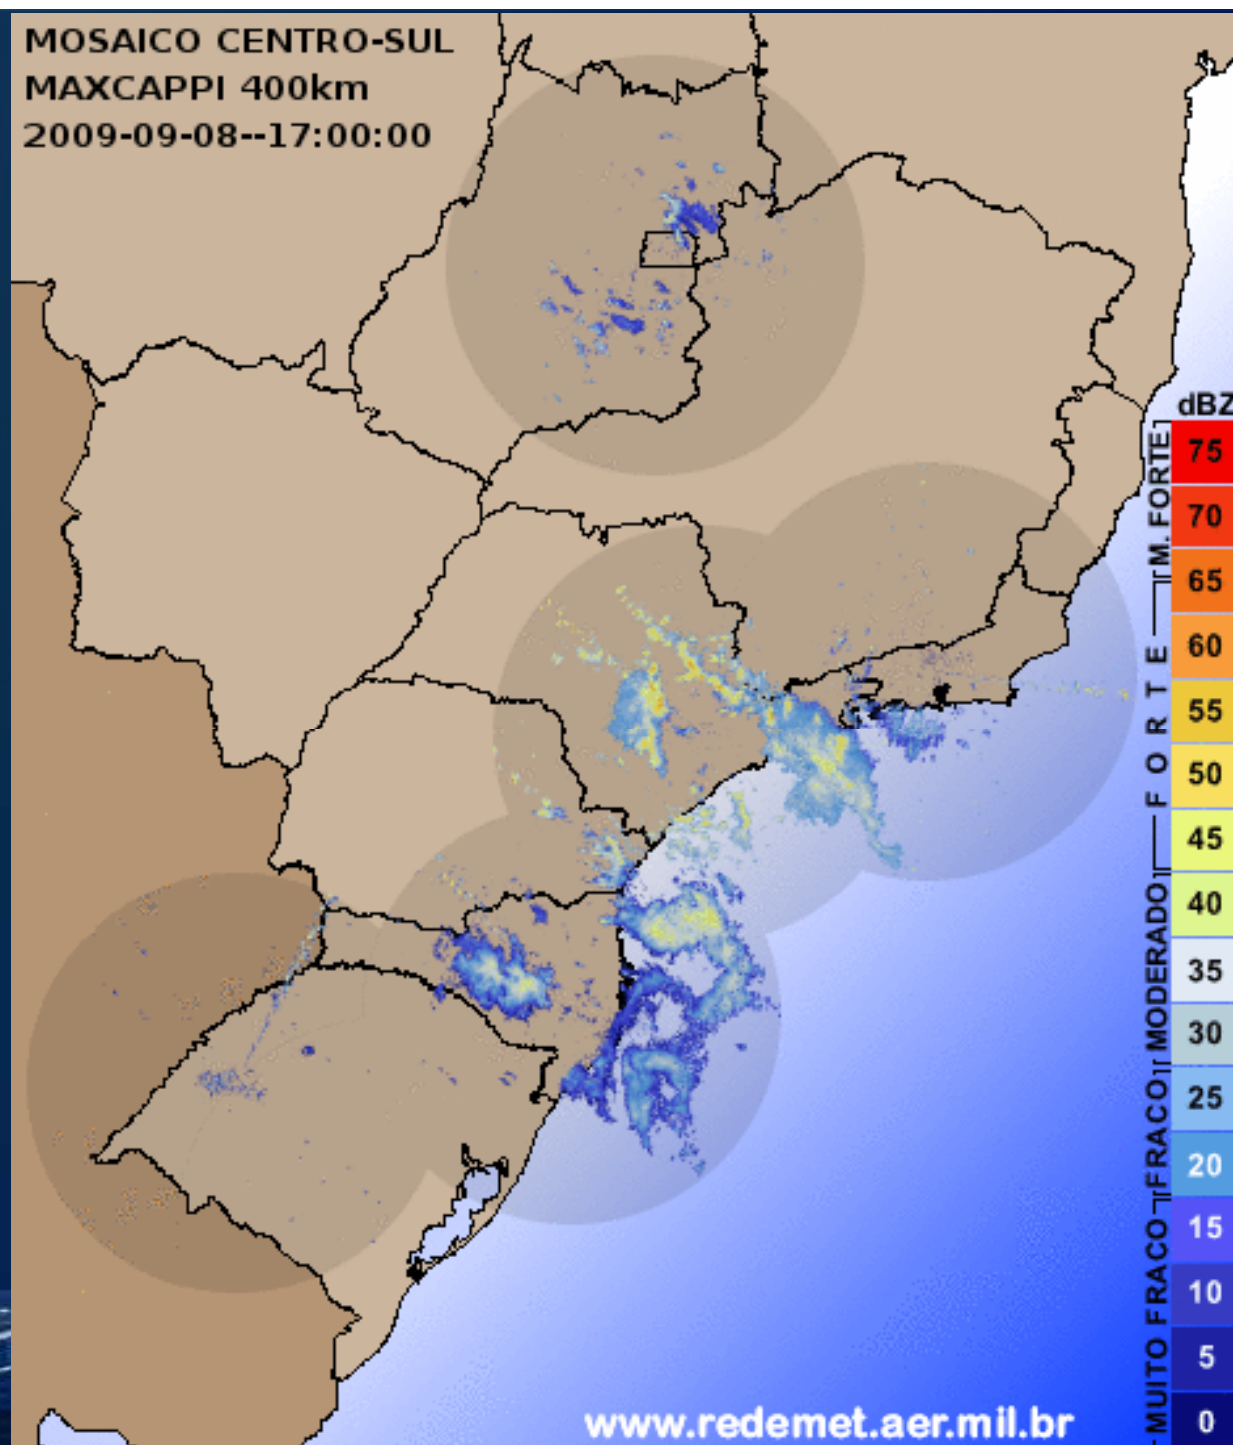 MOSAICO CENTRO-SUL
MAXCAPPI 400km
2009-09-08--17:00:00
dBZ
75
70
65
60
55
50
45
40
35
30
25
20
15
10
5
0
M. FORTE
FORTE
MODERADO
FRACO
MUITO FRACO
www.redemet.aer.mil.br